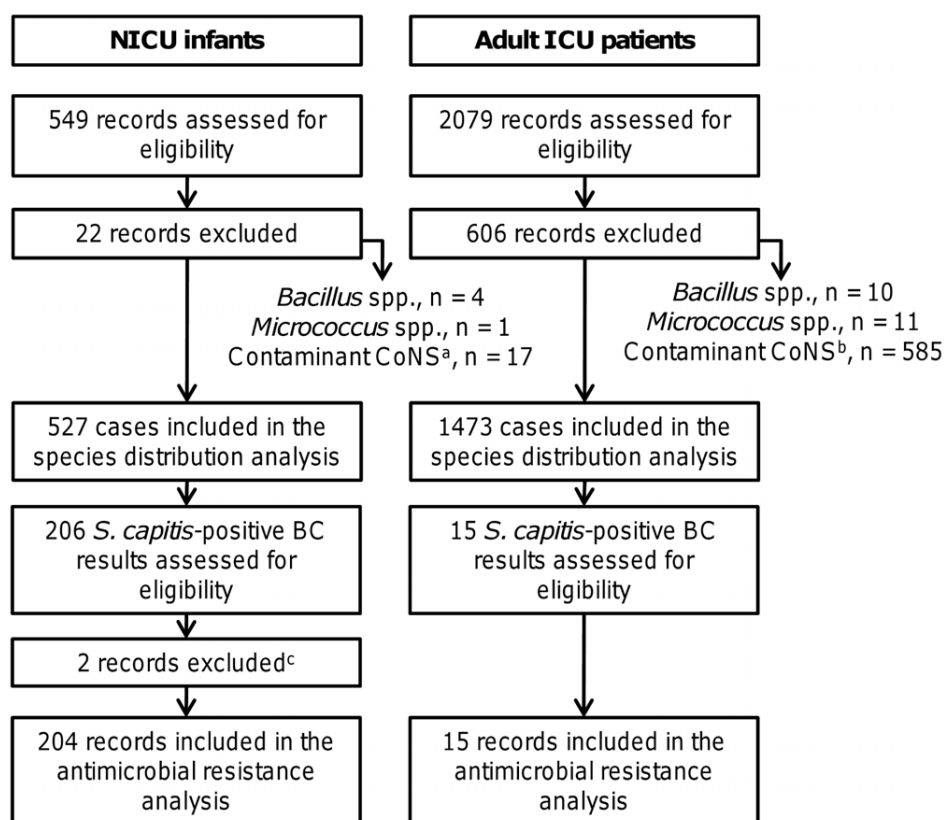 NICU infants
549 records assessed for
eligibility
22 records excluded
Bacillus spp., n = 4
Micrococcus spp., n = 1
Contaminant CoNSᵃ, n = 17
527 cases included in the
species distribution analysis
206 S. capitis-positive BC
results assessed for
eligibility
2 records excludedᶜ
204 records included in the
antimicrobial resistance
analysis
Adult ICU patients
2079 records assessed for
eligibility
606 records excluded
Bacillus spp., n = 10
Micrococcus spp., n = 11
Contaminant CoNSᵇ, n = 585
1473 cases included in the
species distribution analysis
15 S. capitis-positive BC
results assessed for
eligibility
15 records included in the
antimicrobial resistance
analysis